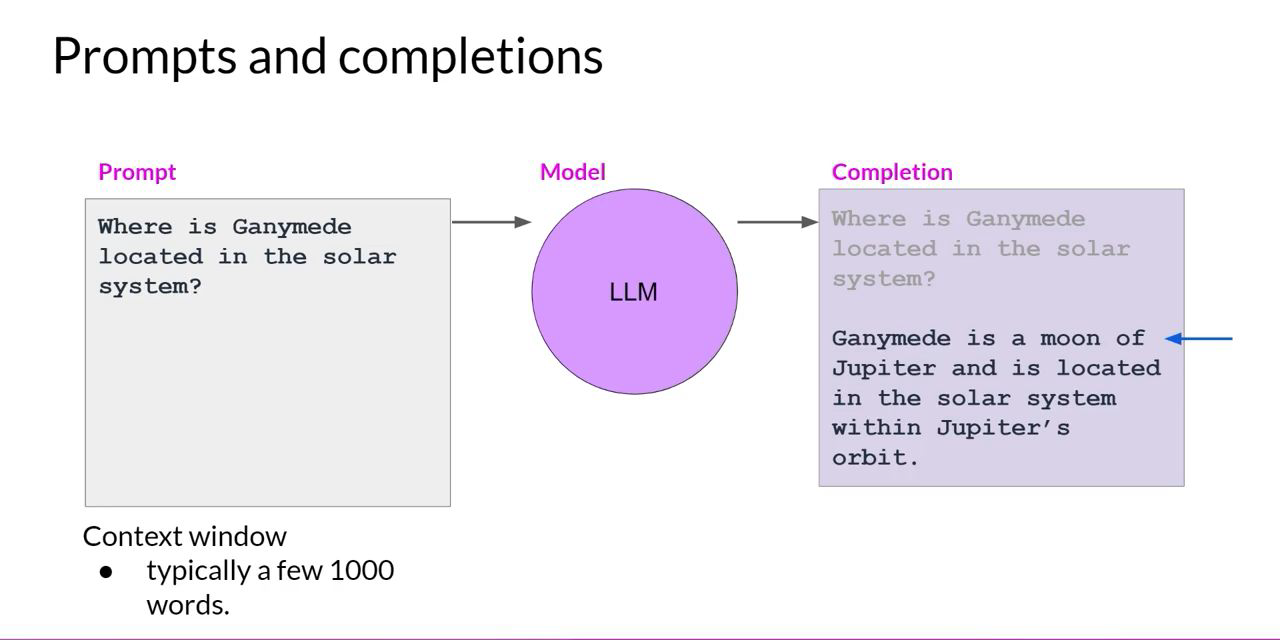 Prompts and completions
Prompt
Where is Ganymede
located in the solar
system?
Context window
● typically a few 1000
words.
Model
LLM
Completion
Where is Ganymede
located in the solar
system?
Ganymede is a moon of
Jupiter and is located
in the solar system
within Jupiter’s
orbit.